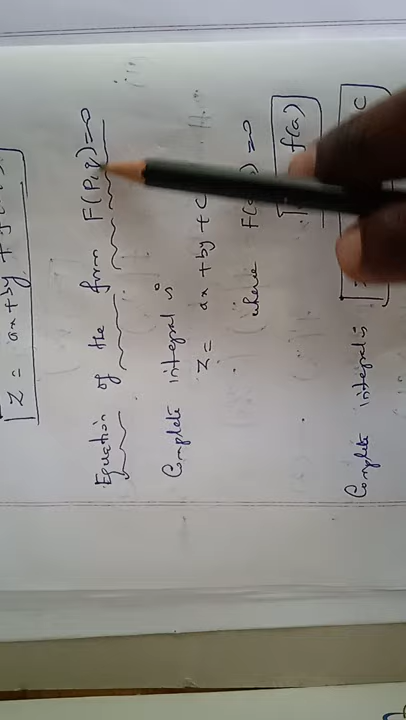 Z = ax + by +
Equation of the form F(P,q)=0
Complete integral is
Z = ax + by + c
where F( ) = 0
f(a)
Complete integral is
c